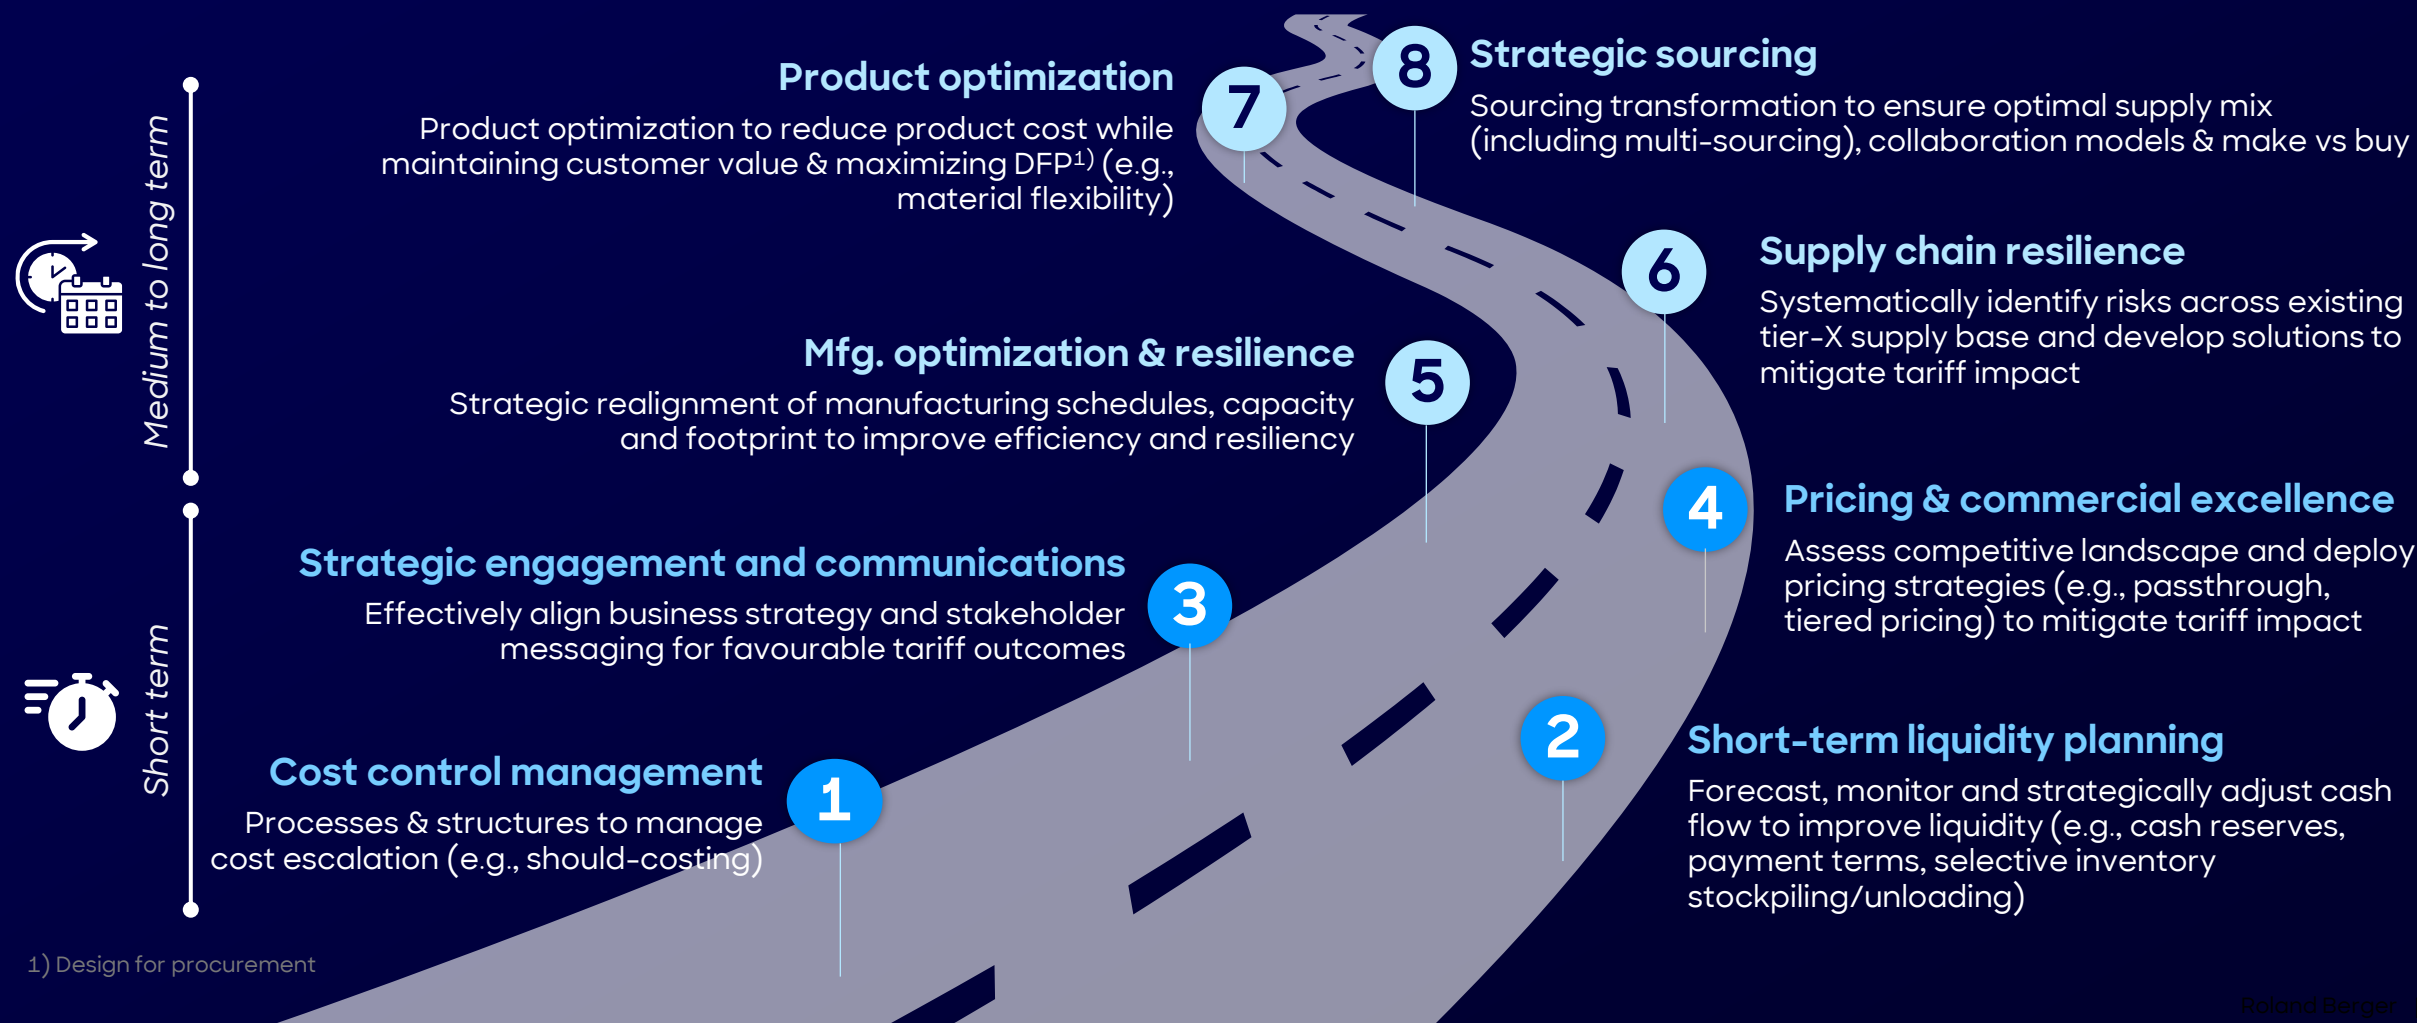 8
Strategic sourcing
Sourcing transformation to ensure optimal supply mix
(including multi-sourcing), collaboration models & make vs buy
7
Product optimization
Product optimization to reduce product cost while
maintaining customer value & maximizing DFP1) (e.g.,
material flexibility)
Medium to long term
6
Supply chain resilience
Systematically identify risks across existing
tier-X supply base and develop solutions to
mitigate tariff impact
5
Mfg. optimization & resilience
Strategic realignment of manufacturing schedules, capacity
and footprint to improve efficiency and resiliency
4
Pricing & commercial excellence
Assess competitive landscape and deploy
pricing strategies (e.g., passthrough,
tiered pricing) to mitigate tariff impact
3
Strategic engagement and communications
Effectively align business strategy and stakeholder
messaging for favourable tariff outcomes
Short term
2
Short-term liquidity planning
Forecast, monitor and strategically adjust cash
flow to improve liquidity (e.g., cash reserves,
payment terms, selective inventory
stockpiling/unloading)
1
Cost control management
Processes & structures to manage
cost escalation (e.g., should-costing)
1) Design for procurement
Roland Berger